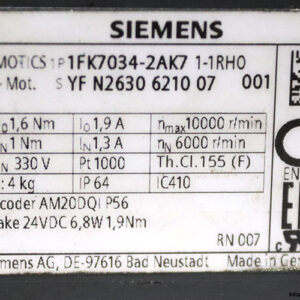 SIEMENS
MOTICS 1P 1FK7034-2AK7 1-1RH0
Mot. S YF N2630 6210 07 001
0 1,6 Nm I0 1,9 A nmax 10000 r/min
N 1 Nm IN 1,3 A nN 6000 r/min
N 330 V Pt 1000 Th.Cl.155 (F)
: 4 kg IP 64 IC410
coder AM20DQI P56
ake 24VDC 6,8W 1,9Nm
RN 007
mens AG, DE-97616 Bad Neustadt Made in Ge
CE
EN